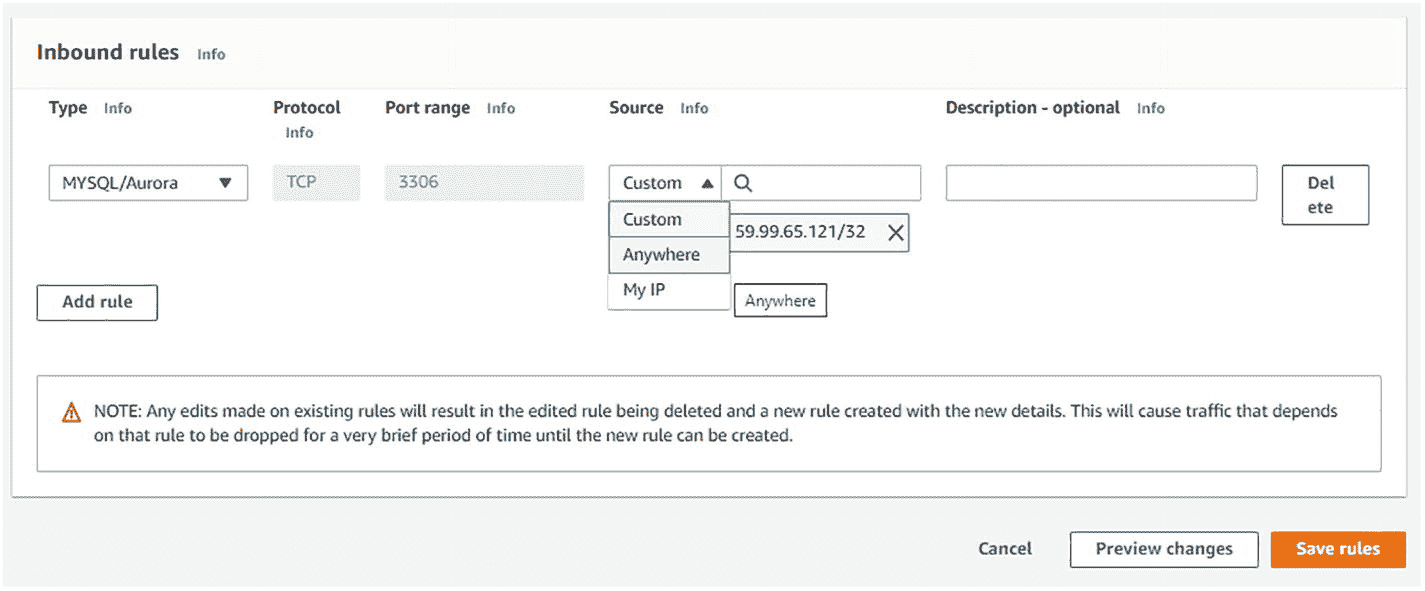 Inbound rules Info
Type Info
Protocol
Info
Port range Info
Source Info
Description - optional Info
MYSQL/Aurora
TCP
3306
Custom
Del
ete
Custom
Anywhere
My IP
59.99.65.121/32
Anywhere
Add rule
NOTE: Any edits made on existing rules will result in the edited rule being deleted and a new rule created with the new details. This will cause traffic that depends
on that rule to be dropped for a very brief period of time until the new rule can be created.
Cancel
Preview changes
Save rules